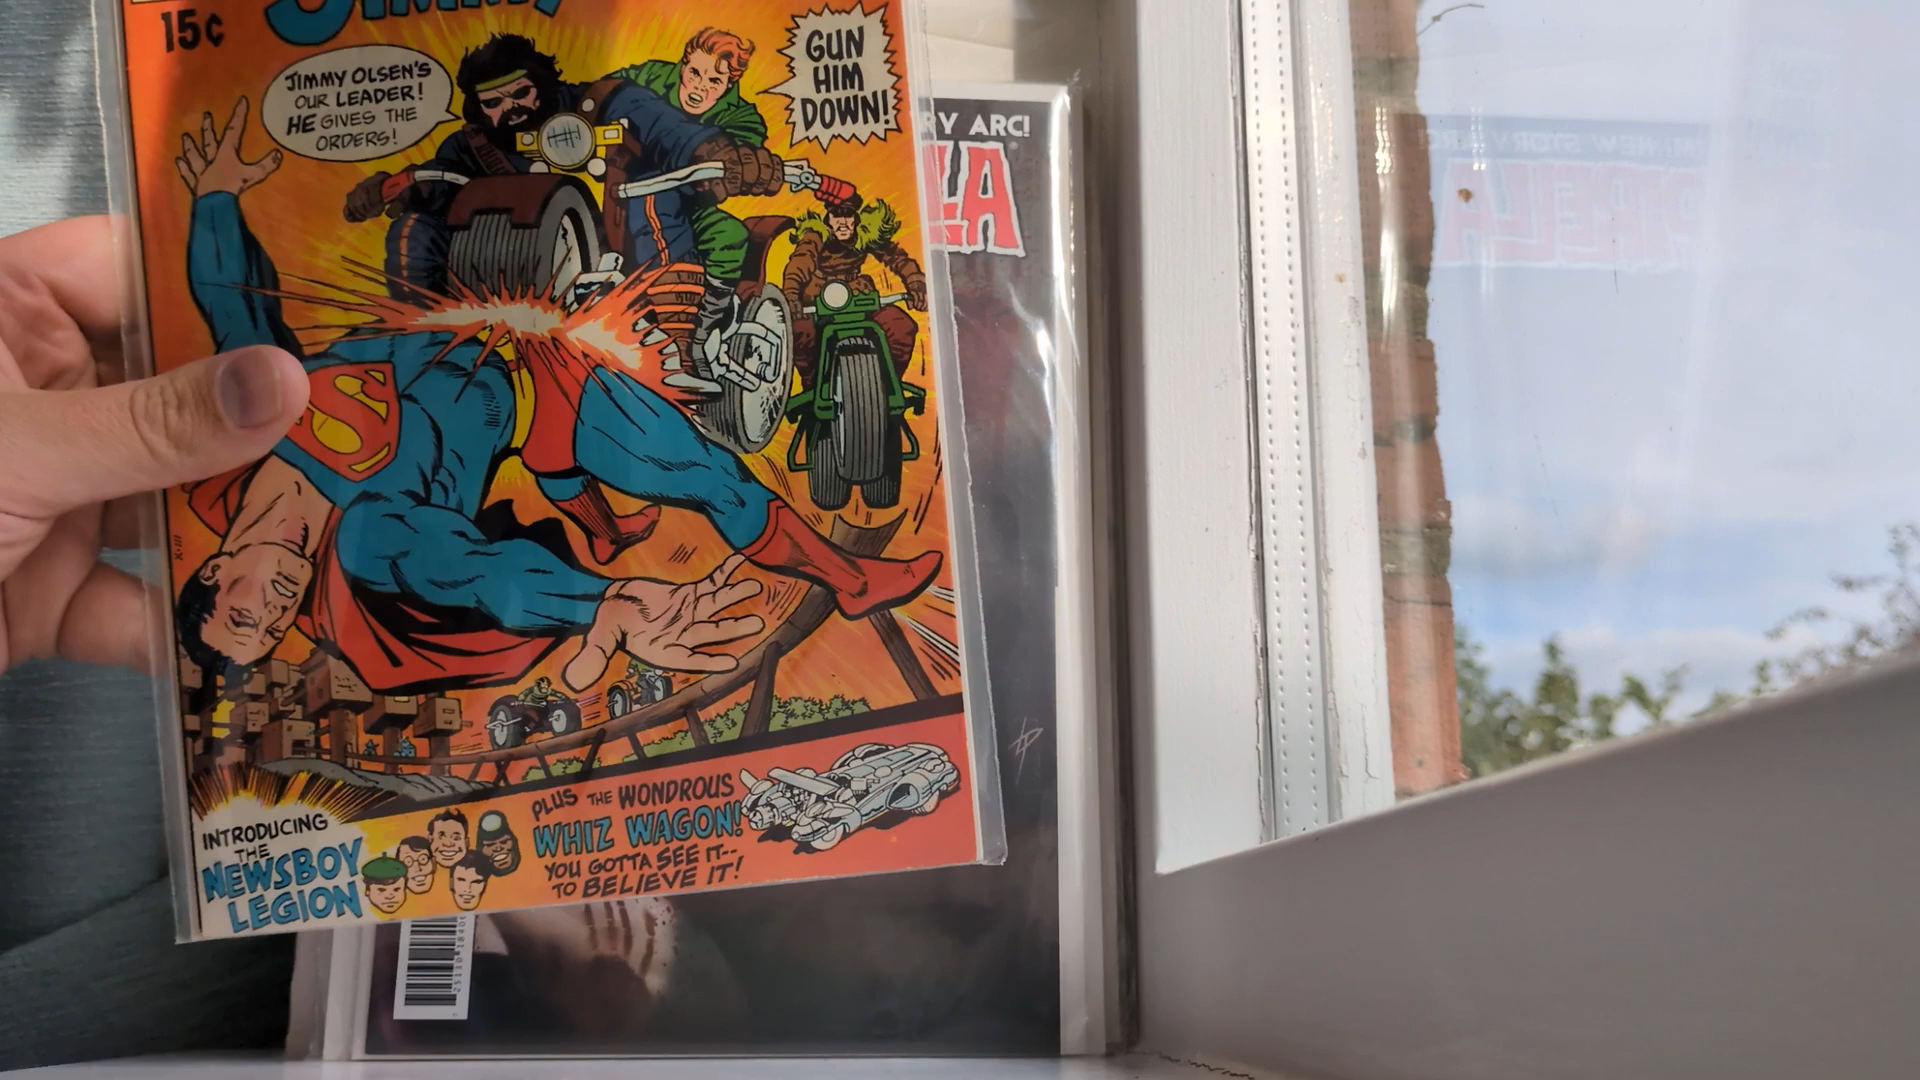 15¢
JIMMY
JIMMY OLSEN'S
OUR LEADER!
HE GIVES THE
ORDERS!
GUN
HIM
DOWN!
RY ARC!
LA
S
INTRODUCING
THE
NEWSBOY
LEGION
PLUS THE WONDROUS
WHIZ WAGON!
YOU GOTTA SEE IT--
TO BELIEVE IT!